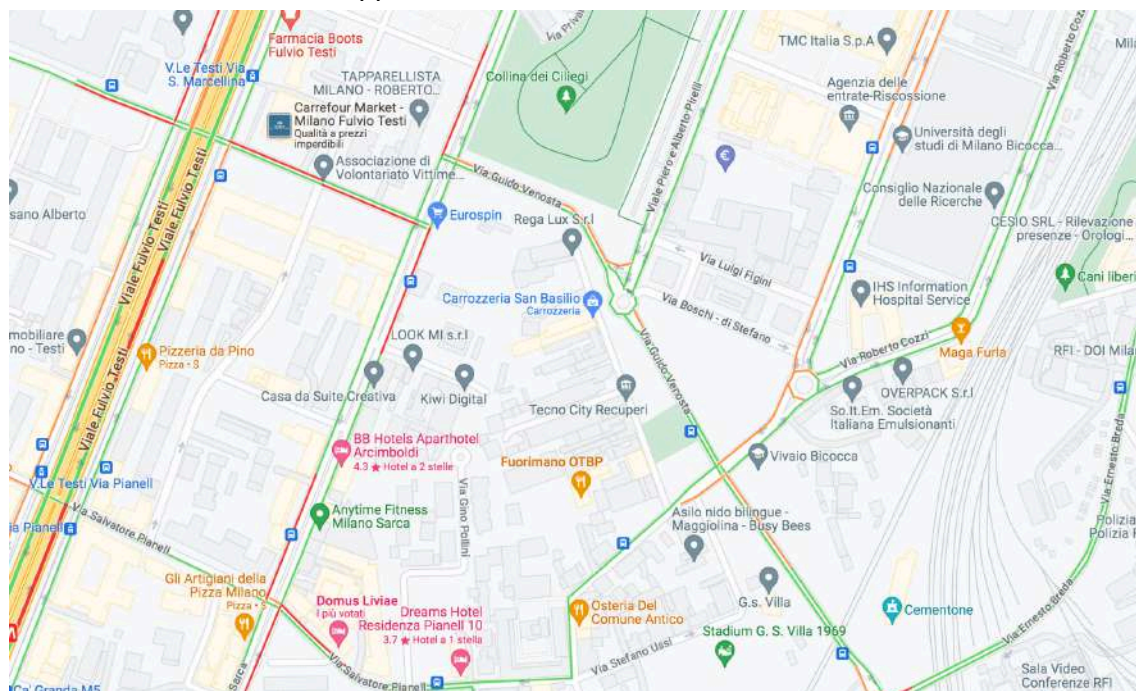 Farmacia Boots
Fulvio Testi
V.Le Testi Via
S. Marcellina
TAPPARELLISTA
MILANO - ROBERTO...
Carrefour Market -
Milano Fulvio Testi
Qualità a prezzi
imperdibili
Associazione di
Volontariato Vittime...
Collina dei Ciliegi
Via Guido Venosta
Viale Piero e Alberto Pirelli
TMC Italia S.p.A
Agenzia delle
entrate-Riscossione
Università degli
studi di Milano Bicocca...
Via Roberto Cozzi
Consiglio Nazionale
delle Ricerche
CESIO SRL - Rilevazione
presenze - Orologi...
Cani liberi
Viale Fulvio Testi
Viale Fulvio Testi
sano Alberto
Eurospin
Rega Lux S.r.l
Via Luigi Figini
Via Boschi - di Stefano
IHS Information
Hospital Service
Carrozzeria San Basilio
Carrozzeria
mobiliare
no - Testi
Pizzeria da Pino
Pizza • $
Viale Fulvio Testi
LOOK MI s.r.l
Casa da Suite Creativa
Kiwi Digital
Tecno City Recuperi
Via Guido Venosta
Via Roberto Cozzi
Maga Furla
OVERPACK S.r.l
So.It.Em. Società
Italiana Emulsionanti
BB Hotels Aparthotel
Arcimboldi
4.3 ★ Hotel a 2 stelle
Fuorimano OTBP
Vivaio Bicocca
Via Ernesto Breda
V.Le Testi Via Pianell
Via Salvatore Pianell
ia Pianell
Anytime Fitness
Milano Sarca
Via Gino Pollini
Asilo nido bilingue -
Maggiolina - Busy Bees
Polizia
Gli Artigiani della
Pizza Milano
Pizza • $
Domus Liviae
I più votati
Dreams Hotel
Residenza Pianell 10
3.7 ★ Hotel a 1 stella
Osteria Del
Comune Antico
G.s. Villa
Cementone
Stadium G. S. Villa 1969
Via Ernesto Breda
Via Stefano Ussi
Via Salvatore Pianell
Sarca
Ca' Granda M5
Sala Video
Conferenze RFI